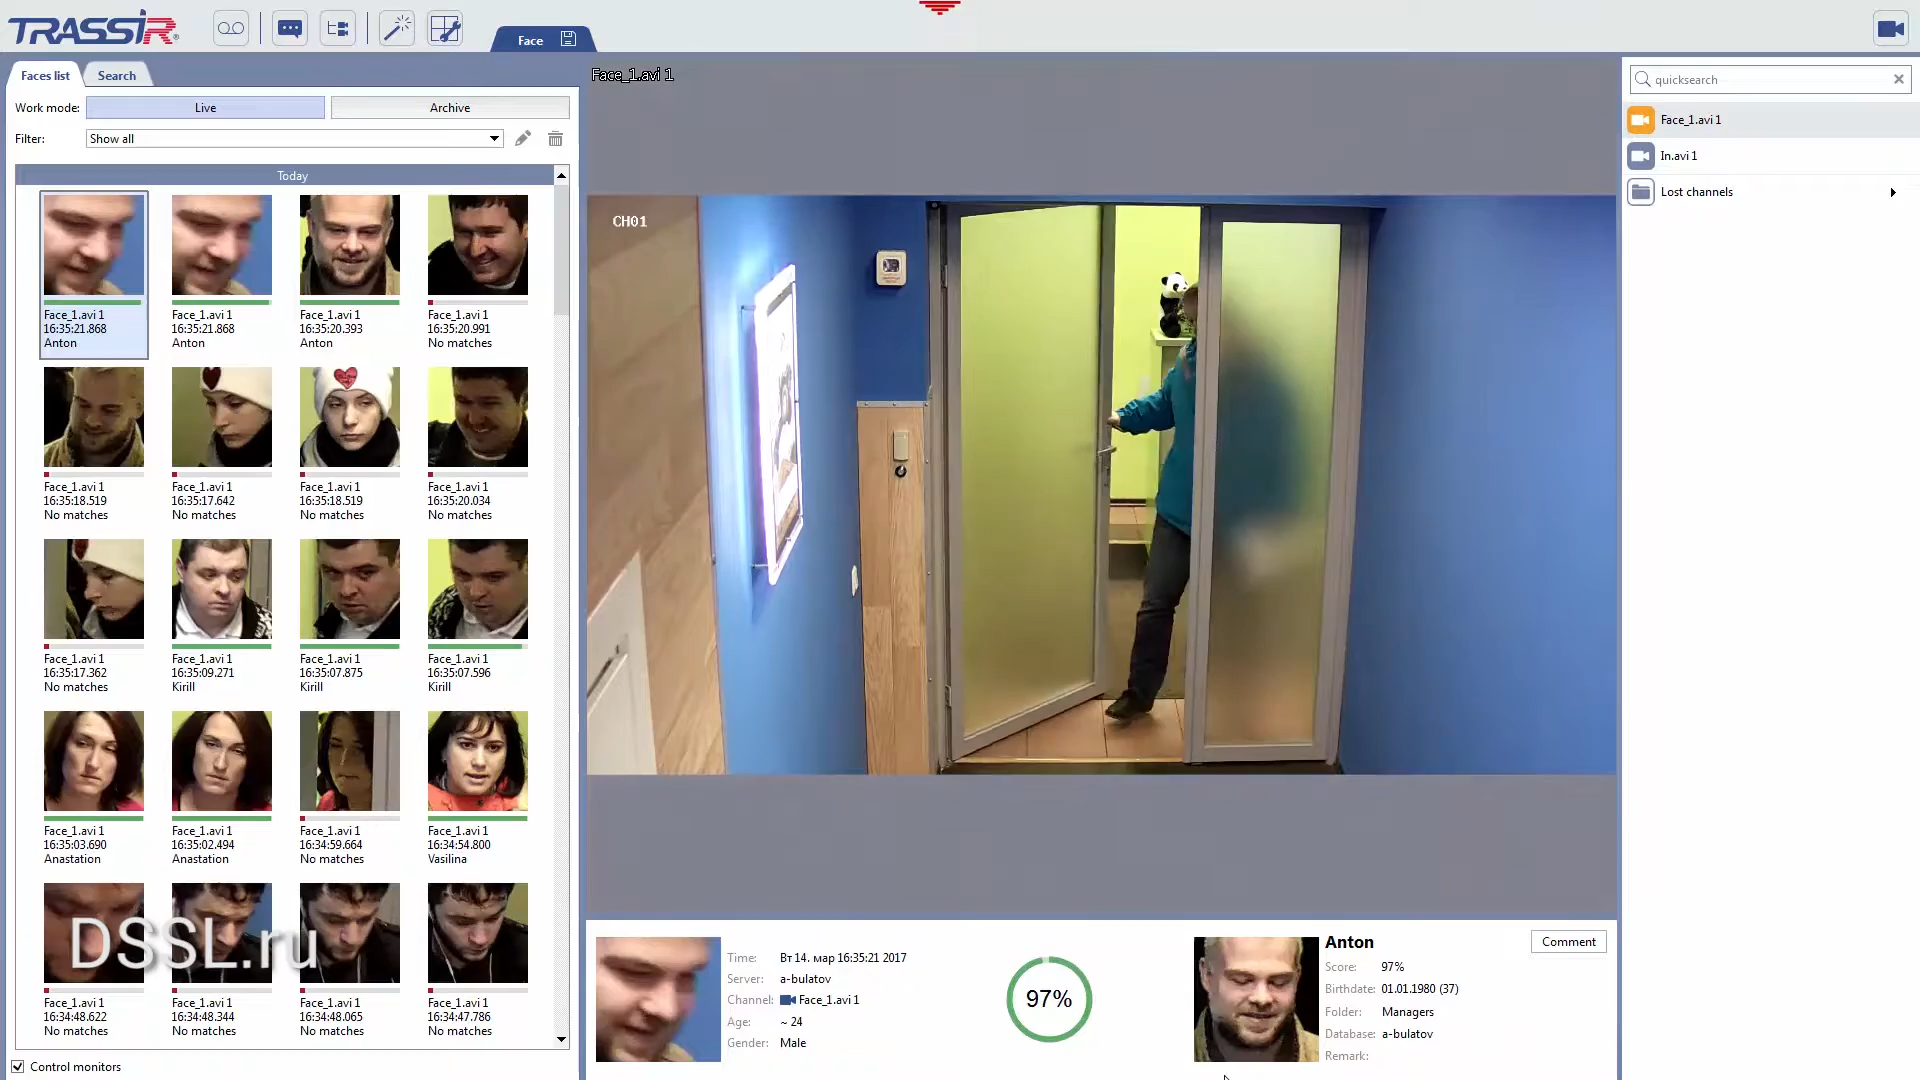 TRASSIR
Face
Faces list
Search
Work mode:
Live
Archive
Filter:
Show all
Today
Face_1.avi 1
16:35:21.868
Anton
Face_1.avi 1
16:35:21.868
Anton
Face_1.avi 1
16:35:20.393
Anton
Face_1.avi 1
16:35:20.991
No matches
Face_1.avi 1
16:35:18.519
No matches
Face_1.avi 1
16:35:17.642
No matches
Face_1.avi 1
16:35:18.519
No matches
Face_1.avi 1
16:35:20.034
No matches
Face_1.avi 1
16:35:17.362
No matches
Face_1.avi 1
16:35:09.271
Kirill
Face_1.avi 1
16:35:07.875
Kirill
Face_1.avi 1
16:35:07.596
Kirill
Face_1.avi 1
16:35:03.690
Anastation
Face_1.avi 1
16:35:02.494
Anastation
Face_1.avi 1
16:34:59.664
No matches
Face_1.avi 1
16:34:54.800
Vasilina
DSSL.ru
Face_1.avi 1
16:34:48.622
No matches
Face_1.avi 1
16:34:48.344
No matches
Face_1.avi 1
16:34:48.065
No matches
Face_1.avi 1
16:34:47.786
No matches
Control monitors
Face_1.avi 1
CH01
Time: Вт 14. мар 16:35:21 2017
Server: a-bulatov
Channel: Face_1.avi 1
Age: ~ 24
Gender: Male
97%
Anton
Comment
Score: 97%
Birthdate: 01.01.1980 (37)
Folder: Managers
Database: a-bulatov
Remark:
quicksearch
Face_1.avi 1
In.avi 1
Lost channels